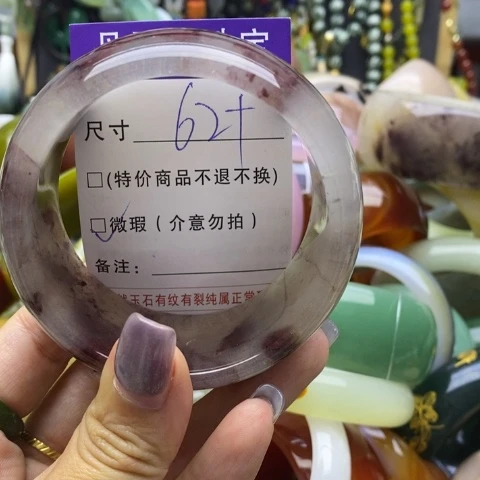 尺寸 62+
□(特价商品不退不换)
☑微瑕(介意勿拍)
备注:
玉石有纹有裂纯属正常